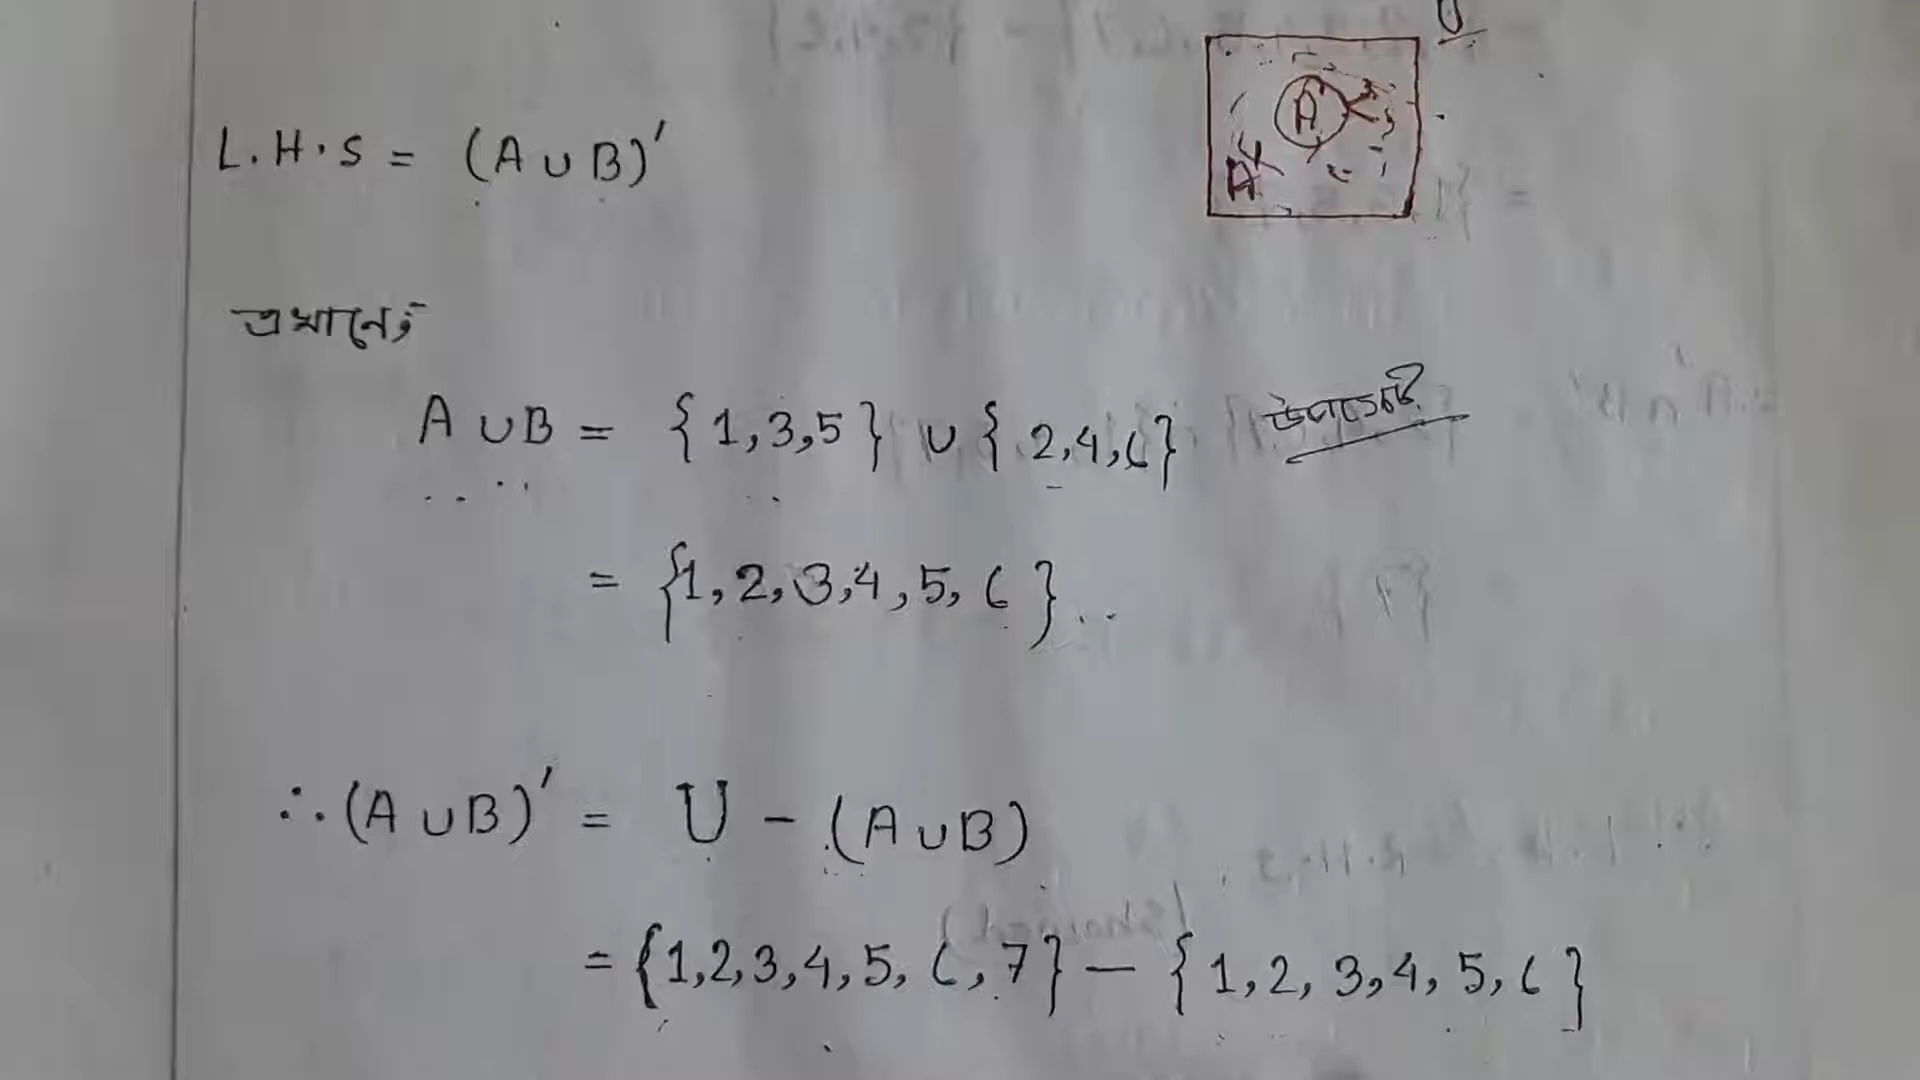 U
A
A'
L.H.S = (A ∪ B)'
এখানে,
A ∪ B = {1,3,5} ∪ {2,4,6}
= {1,2,3,4,5,6}
∴ (A ∪ B)' = U - (A ∪ B)
= {1,2,3,4,5,6,7} - {1,2,3,4,5,6}